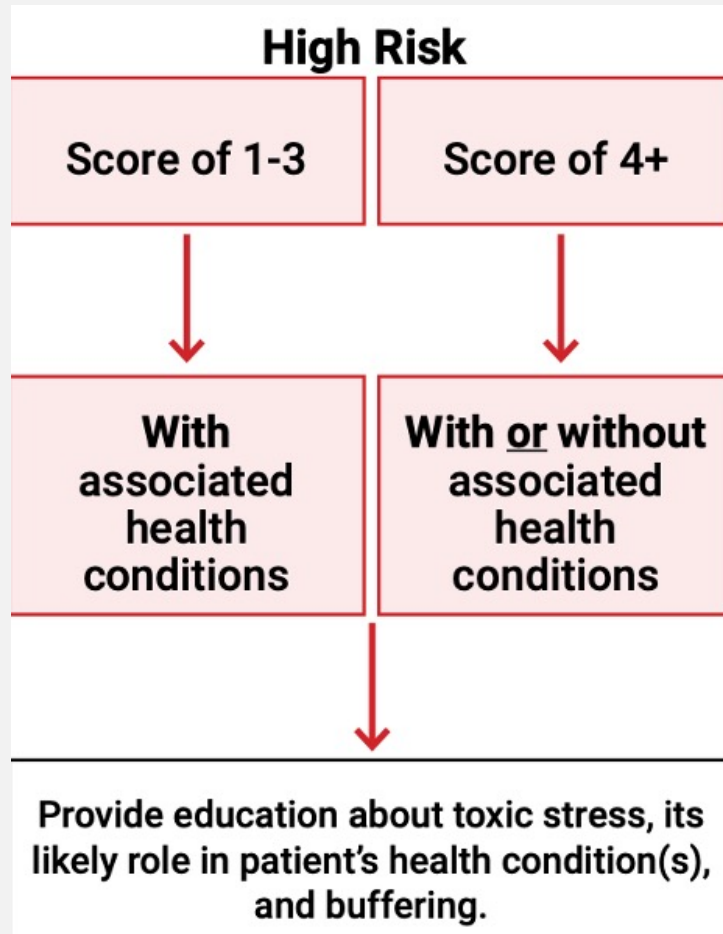 High Risk
Score of 1-3
Score of 4+
With
associated
health
conditions
With or without
associated
health
conditions
Provide education about toxic stress, its
likely role in patient’s health condition(s),
and buffering.